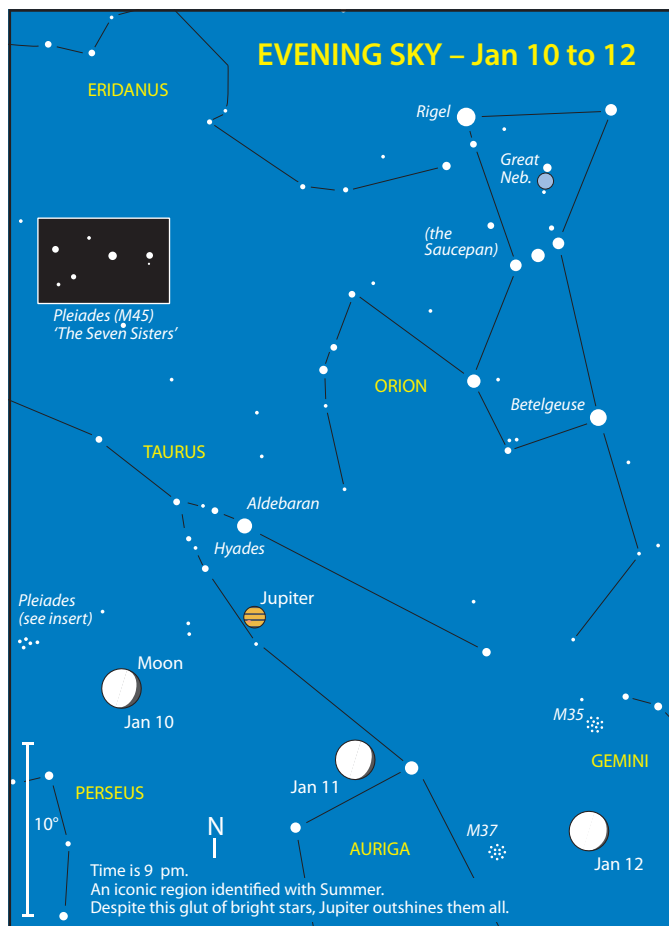 EVENING SKY – Jan 10 to 12
ERIDANUS
Rigel
Great
Neb.
(the
Saucepan)
Pleiades (M45)
‘The Seven Sisters’
ORION
Betelgeuse
TAURUS
Aldebaran
Hyades
Jupiter
Pleiades
(see insert)
Moon
Jan 10
M35
GEMINI
Jan 11
PERSEUS
10°
N
AURIGA
M37
Jan 12
Time is 9 pm.
An iconic region identified with Summer.
Despite this glut of bright stars, Jupiter outshines them all.